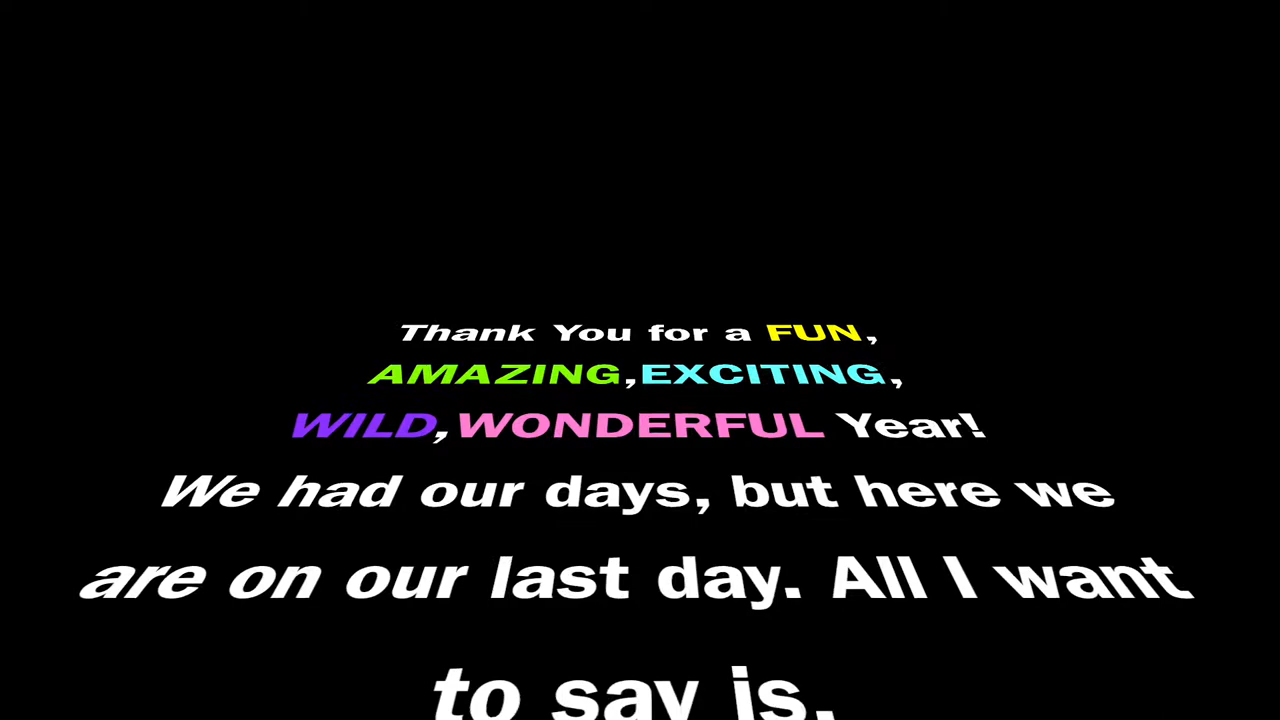 Thank You for a FUN,
AMAZING,EXCITING,
WILD,WONDERFUL Year!
We had our days, but here we
are on our last day. All I want
to say is,